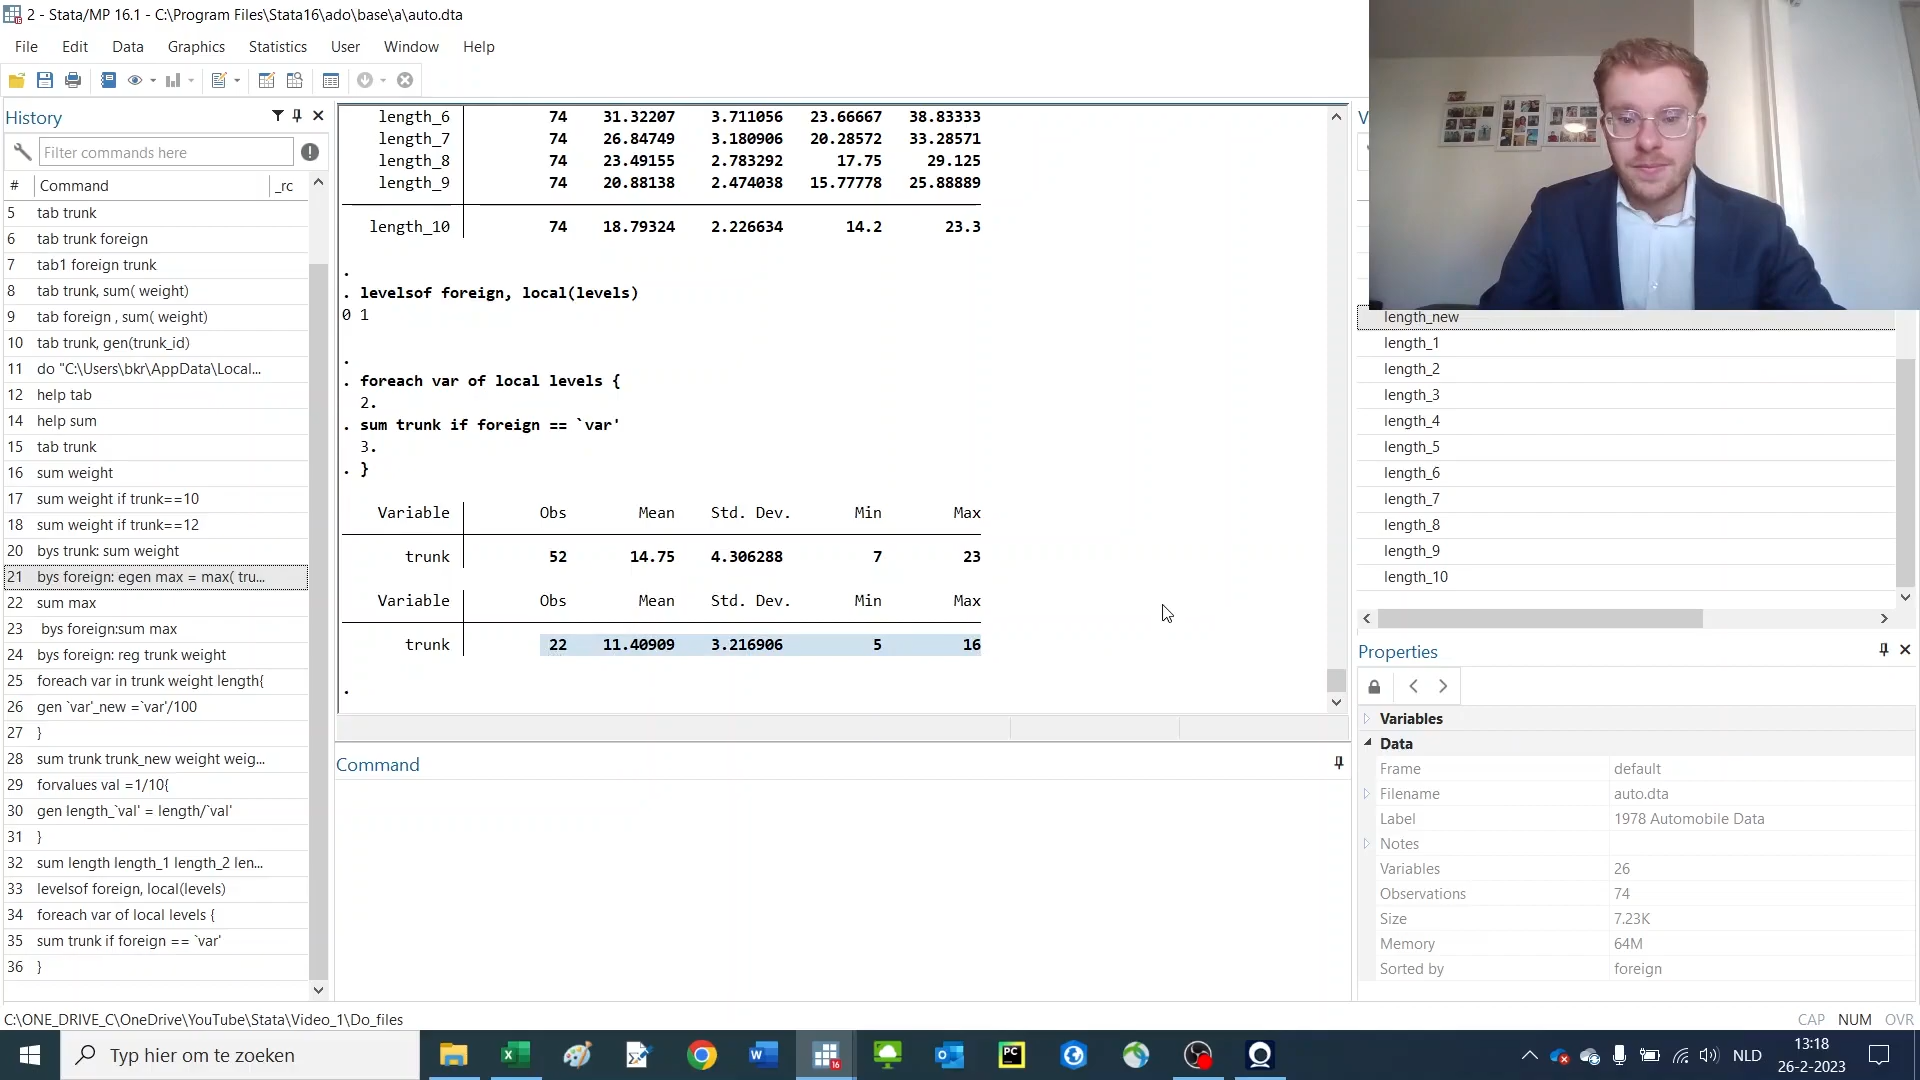 2 - Stata/MP 16.1 - C:\Program Files\Stata16\ado\base\a\auto.dta
File Edit Data Graphics Statistics User Window Help
History
Filter commands here
# Command _rc
5 tab trunk
6 tab trunk foreign
7 tab1 foreign trunk
8 tab trunk, sum( weight)
9 tab foreign , sum( weight)
10 tab trunk, gen(trunk_id)
11 do "C:\Users\bkr\AppData\Local...
12 help tab
14 help sum
15 tab trunk
16 sum weight
17 sum weight if trunk==10
18 sum weight if trunk==12
20 bys trunk: sum weight
21 bys foreign: egen max = max( tru...
22 sum max
23 bys foreign:sum max
24 bys foreign: reg trunk weight
25 foreach var in trunk weight length{
26 gen `var'_new =`var'/100
27 }
28 sum trunk trunk_new weight weig...
29 forvalues val =1/10{
30 gen length_`val' = length/`val'
31 }
32 sum length length_1 length_2 len...
33 levelsof foreign, local(levels)
34 foreach var of local levels {
35 sum trunk if foreign == `var'
36 }
length_6 74 31.32207 3.711056 23.66667 38.83333
length_7 74 26.84749 3.180906 20.28572 33.28571
length_8 74 23.49155 2.783292 17.75 29.125
length_9 74 20.88138 2.474038 15.77778 25.88889
length_10 74 18.79324 2.226634 14.2 23.3
.
. levelsof foreign, local(levels)
0 1
.
. foreach var of local levels {
2.
. sum trunk if foreign == `var'
3.
. }
Variable Obs Mean Std. Dev. Min Max
trunk 52 14.75 4.306288 7 23
Variable Obs Mean Std. Dev. Min Max
trunk 22 11.40909 3.216906 5 16
.
Command
V
length_new
length_1
length_2
length_3
length_4
length_5
length_6
length_7
length_8
length_9
length_10
Properties
Variables
Data
Frame default
Filename auto.dta
Label 1978 Automobile Data
Notes
Variables 26
Observations 74
Size 7.23K
Memory 64M
Sorted by foreign
C:\ONE_DRIVE_C\OneDrive\YouTube\Stata\Video_1\Do_files
CAP NUM OVR
Typ hier om te zoeken
16
PC
NLD
13:18
26-2-2023